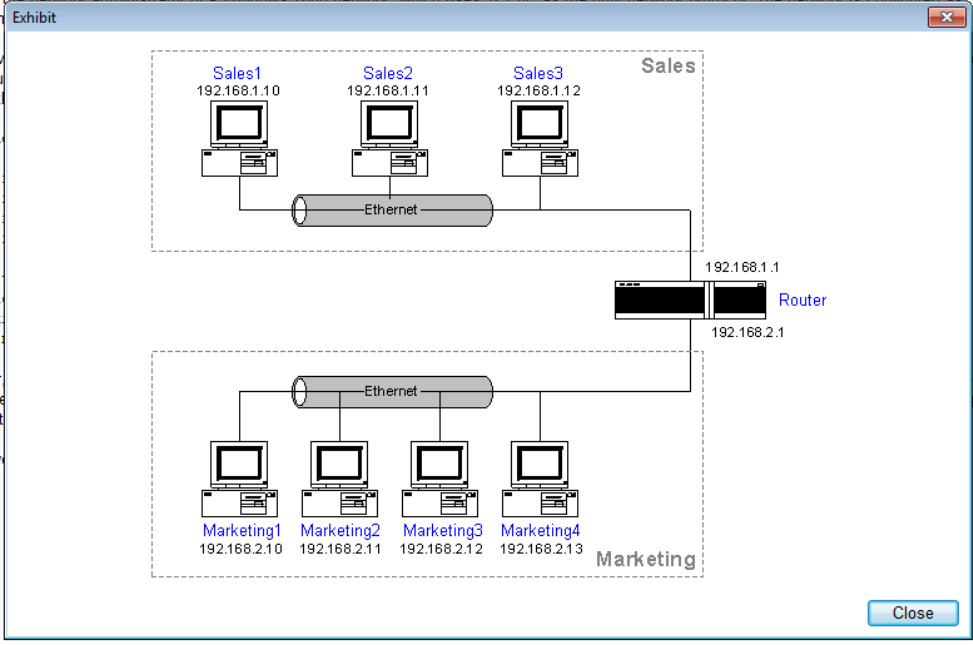 Exhibit
Sales
Sales1 Sales2 Sales3
192.168.1.10 192.168.1.11 192.168.1.12
Ethernet
192.168.1.1
Router
192.168.2.1
Ethernet
Marketing1 Marketing2 Marketing3 Marketing4
192.168.2.10 192.168.2.11 192.168.2.12 192.168.2.13
Marketing
Close